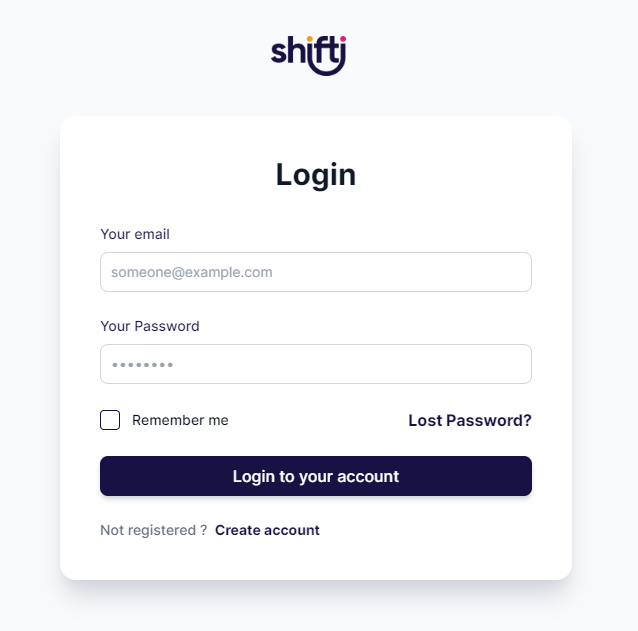 shifti
Login
Your email
someone@example.com
Your Password
••••••••
Remember me
Lost Password?
Login to your account
Not registered ? Create account